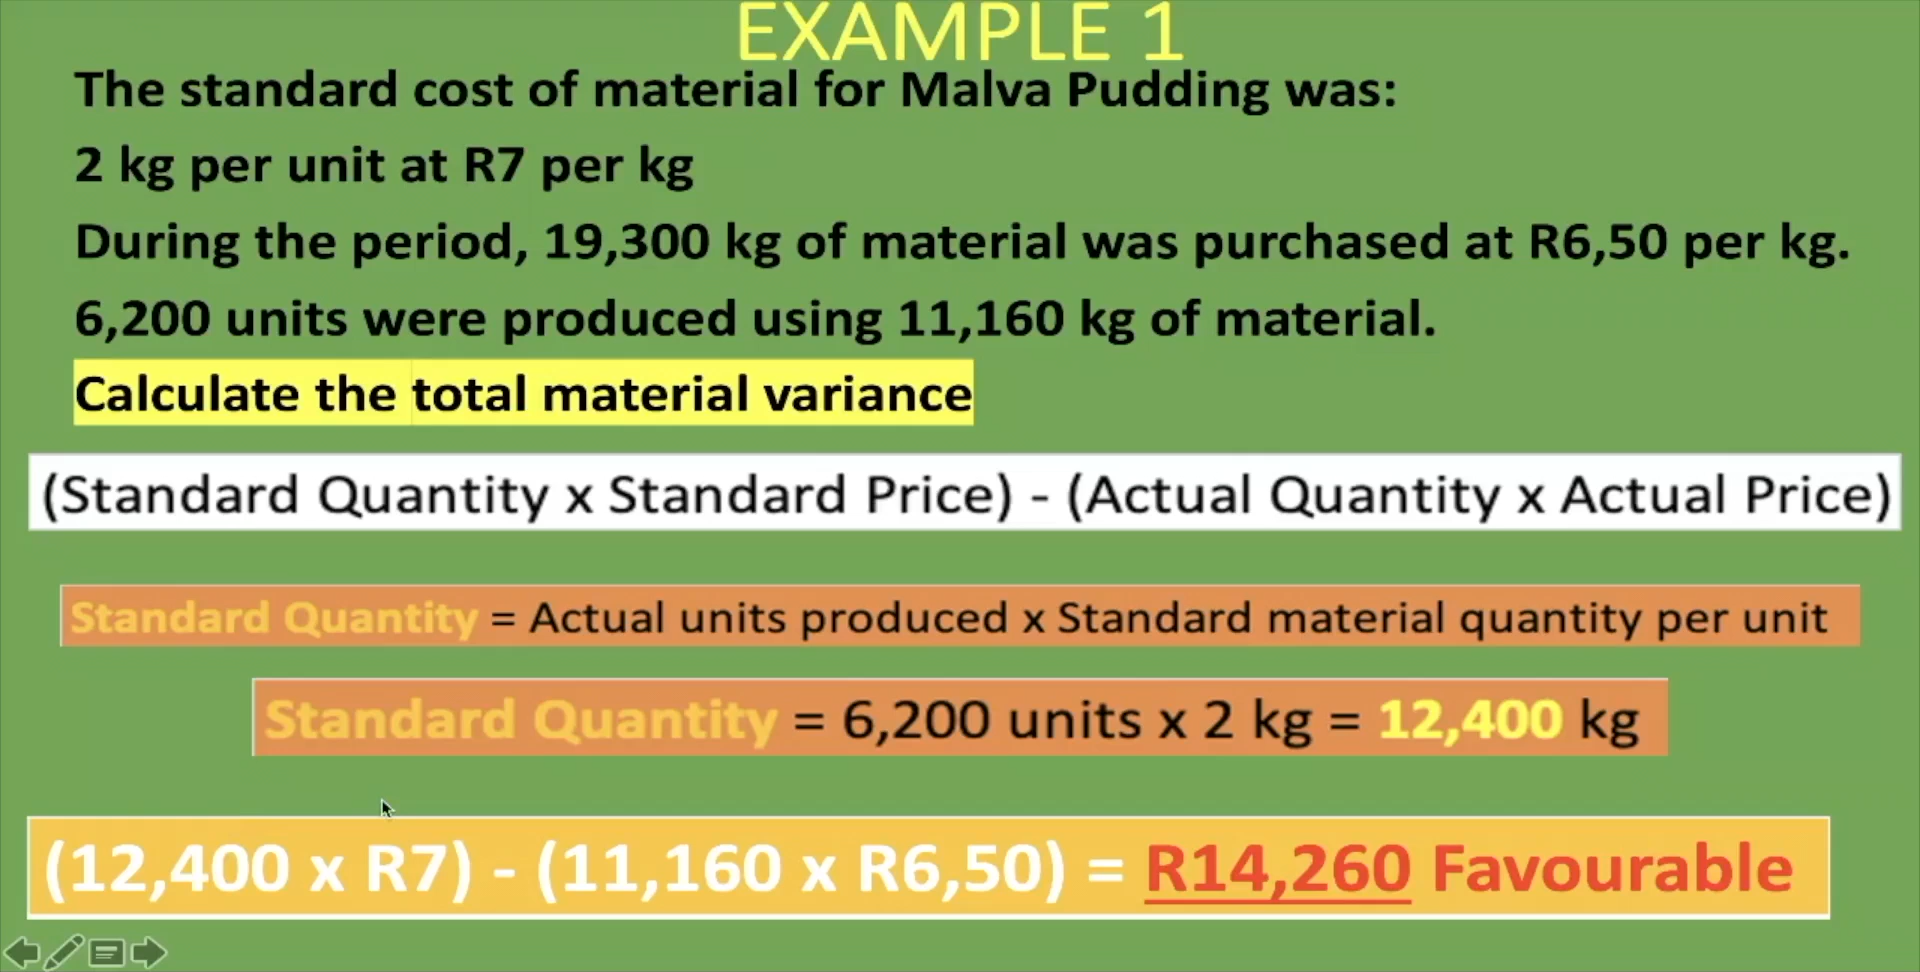 EXAMPLE 1
The standard cost of material for Malva Pudding was:
2 kg per unit at R7 per kg
During the period, 19,300 kg of material was purchased at R6,50 per kg.
6,200 units were produced using 11,160 kg of material.
Calculate the total material variance
(Standard Quantity x Standard Price) - (Actual Quantity x Actual Price)
Standard Quantity = Actual units produced x Standard material quantity per unit
Standard Quantity = 6,200 units x 2 kg = 12,400 kg
(12,400 x R7) - (11,160 x R6,50) = R14,260 Favourable